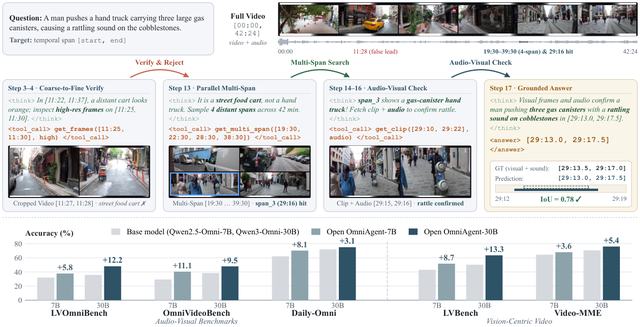 Question: A man pushes a hand truck carrying three large gas
canisters, causing a rattling sound on the cobblestones.
Target: temporal span [start, end]
Full Video
[00:00,
42:24]
video + audio
00:00
11:28 (false lead)
19:30–39:30 (4-span) & 29:16 hit
42:24
Verify & Reject
Multi-Span Search
Audio-Visual Check
Step 3–4 · Coarse-to-Fine Verify
<think> In [11:22, 11:37], a distant cart looks
orange; inspect high-res frames on [11:25,
11:30]. </think>
<tool_call> get_frames([11:25,
11:30], high) </tool_call>
Cropped Video [11:27, 11:28] · street food cart ✗
Step 13 · Parallel Multi-Span
<think> It is a street food cart, not a hand
truck. Sample 4 distant spans across 42 min.
</think>
<tool_call> get_multi_span([19:30,
22:30, 28:30, 38:30]) </tool_call>
Multi-Span [19:30 … 39:30] · span_3 (29:16) hit
Step 14–16 · Audio-Visual Check
<think> span_3 shows a gas-canister hand
truck! Fetch clip + audio to confirm rattle.
</think>
<tool_call> get_clip([29:10, 29:22],
audio) </tool_call>
Clip + Audio [29:15, 29:16] · rattle confirmed
Step 17 · Grounded Answer
<think> Visual frames and audio confirm a
man pushing three gas canisters with a rattling
sound on cobblestones in [29:13.0, 29:17.5].
</think>
<answer> [29:13.0, 29:17.5]
</answer>
GT (visual + sound): [29:13.5, 29:17.0]
Prediction: [29:13.0, 29:17.5]
29:12
IoU = 0.78 ✓
29:19
Accuracy (%)
Base model (Qwen2.5-Omni-7B, Qwen3-Omni-30B)
Open OmniAgent-7B
Open OmniAgent-30B
80
60
40
20
0
+5.8
+12.2
+11.1
+9.5
+8.1
+3.1
+8.7
+13.3
+3.6
+5.4
7B
30B
7B
30B
7B
30B
7B
30B
7B
30B
LVOmniBench
OmniVideoBench
Daily-Omni
LVBench
Video-MME
Audio-Visual Benchmarks
Vision-Centric Video